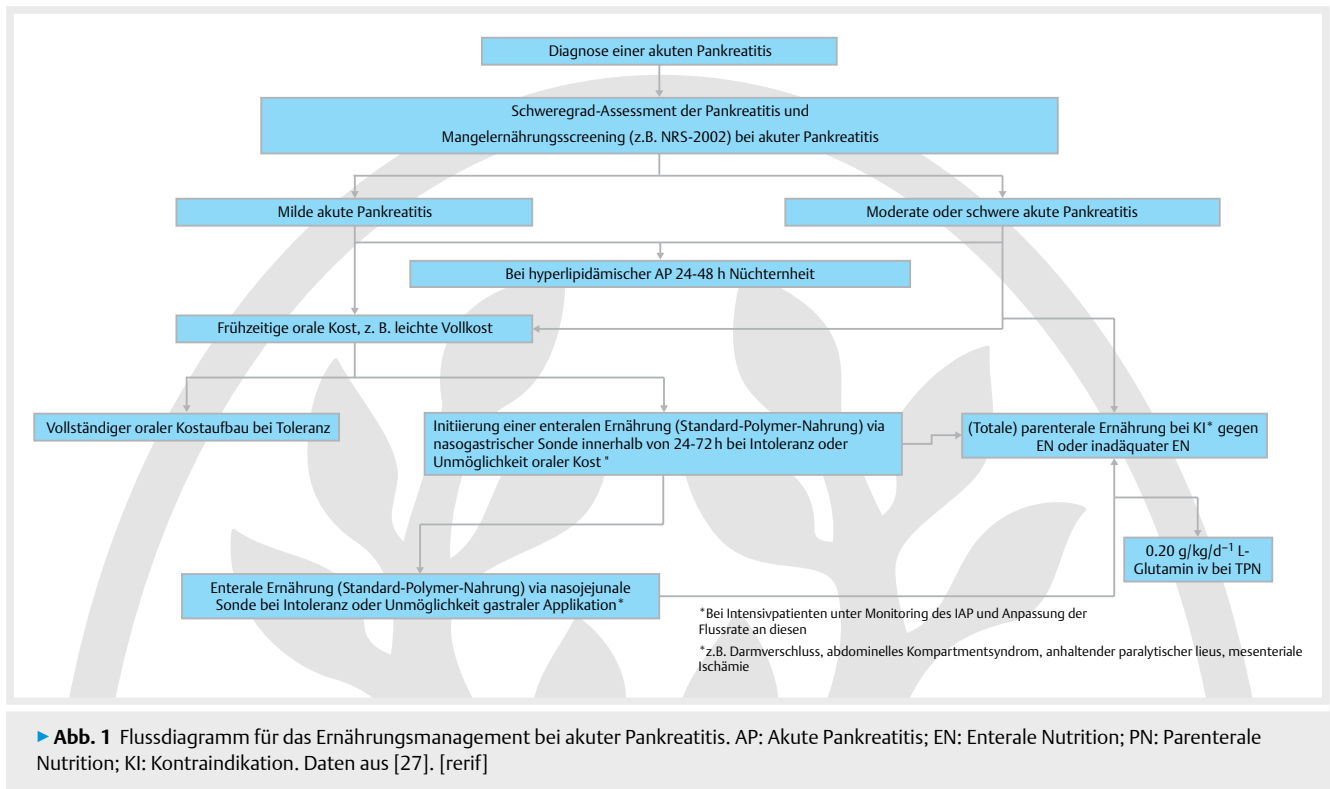 Diagnose einer akuten Pankreatitis
Schweregrad-Assessment der Pankreatitis und
Mangelernährungsscreening (z.B. NRS-2002) bei akuter Pankreatitis
Milde akute Pankreatitis
Moderate oder schwere akute Pankreatitis
Bei hyperlipidämischer AP 24-48 h Nüchternheit
Frühzeitige orale Kost, z. B. leichte Vollkost
Vollständiger oraler Kostaufbau bei Toleranz
Initiierung einer enteralen Ernährung (Standard-Polymer-Nahrung) via
nasogastrischer Sonde innerhalb von 24-72 h bei Intoleranz oder
Unmöglichkeit oraler Kost *
(Totale) parenterale Ernährung bei KI* gegen
EN oder inadäquater EN
0.20 g/kg/d⁻¹ L-
Glutamin iv bei TPN
Enterale Ernährung (Standard-Polymer-Nahrung) via nasojejunale
Sonde bei Intoleranz oder Unmöglichkeit gastraler Applikation*
*Bei Intensivpatienten unter Monitoring des IAP und Anpassung der
Flussrate an diesen
*z.B. Darmverschluss, abdominelles Kompartmentsyndrom, anhaltender paralytischer lieus, mesenteriale
Ischämie
▶ Abb. 1 Flussdiagramm für das Ernährungsmanagement bei akuter Pankreatitis. AP: Akute Pankreatitis; EN: Enterale Nutrition; PN: Parenterale
Nutrition; KI: Kontraindikation. Daten aus [27]. [rerif]